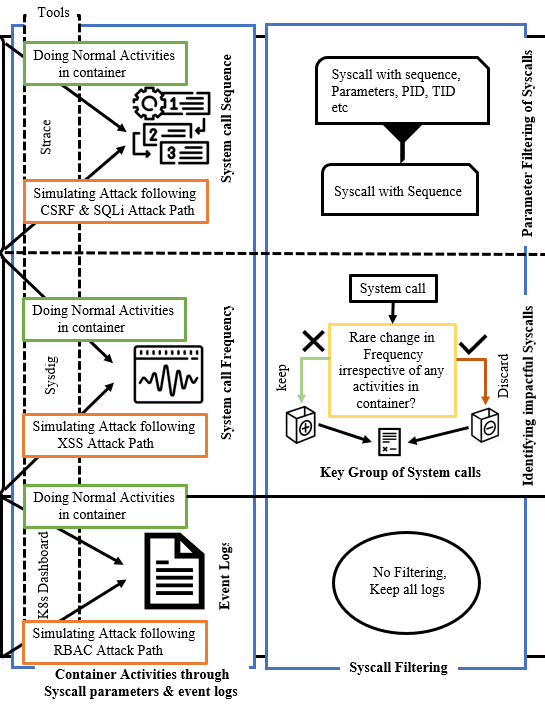 Tools
Doing Normal Activities
in container
Strace
1
2
3
System call Sequence
Simulating Attack following
CSRF & SQLi Attack Path
Syscall with sequence,
Parameters, PID, TID
etc
Syscall with Sequence
Parameter Filtering of Syscalls
Doing Normal Activities
in container
Sysdig
System call Frequency
Simulating Attack following
XSS Attack Path
System call
Rare change in
Frequency
irrespective of any
activities in
container?
keep
Discard
Key Group of System calls
Identifying impactful Syscalls
Doing Normal Activities
in container
K8s Dashboard
Event Logs
Simulating Attack following
RBAC Attack Path
No Filtering,
Keep all logs
Container Activities through
Syscall parameters & event logs
Syscall Filtering